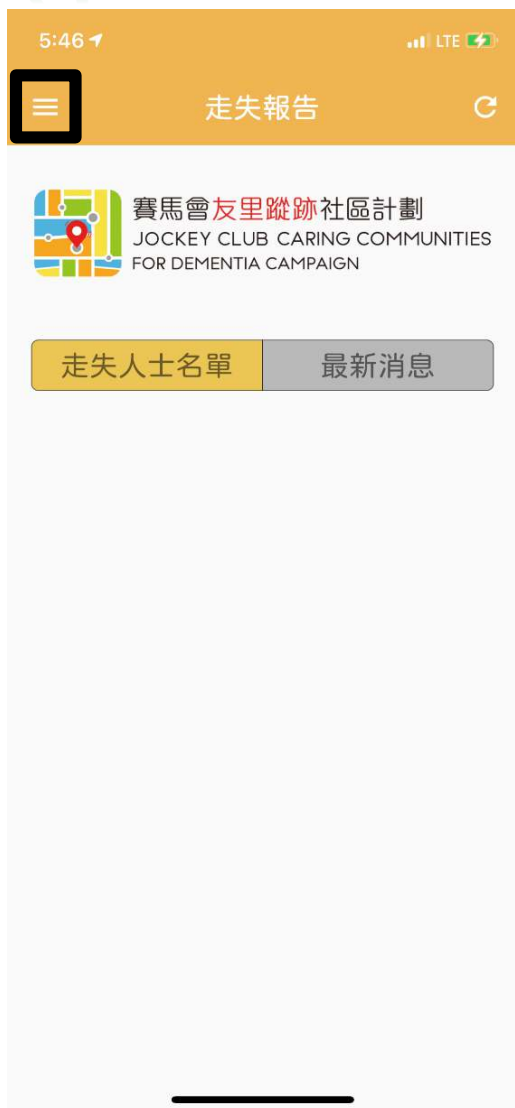 5:46
LTE
走失報告
賽馬會友里蹤跡社區計劃
JOCKEY CLUB CARING COMMUNITIES
FOR DEMENTIA CAMPAIGN
走失人士名單
最新消息